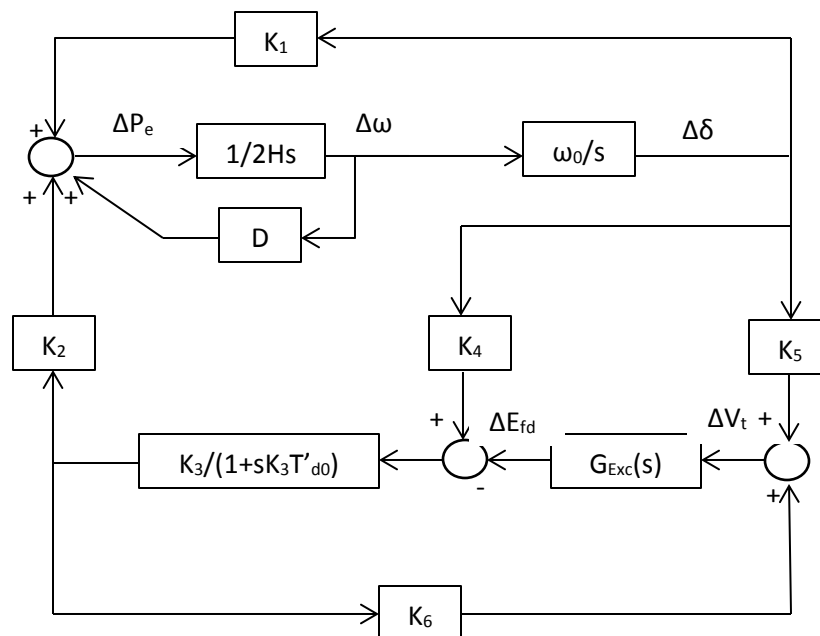 K₁
+
ΔPₑ
Δω
Δδ
1/2Hs
ω₀/s
+ +
D
K₂
K₄
K₅
+
ΔE_fd
ΔVₜ +
K₃/(1+sK₃T'd0)
G_Exc(s)
-
+
K₆